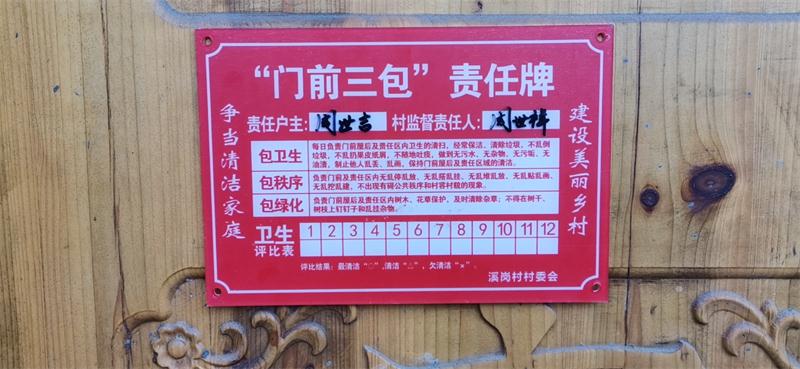 “门前三包”责任牌
争当清洁家庭
建设美丽乡村
责任户主：周世吉 村监督责任人：周世祥
包卫生
每日负责门前屋后及责任区内卫生的清扫，经常保洁，清除垃圾，不乱倒
垃圾，不乱扔果皮纸屑，不随地吐痰，做到无污水、无杂物、无污垢、无
油渍，制止他人乱丢、乱画，保持门前屋后及责任区域的清洁。
包秩序
负责门前及责任区内无乱停乱放、无乱搭乱挂、无乱堆乱放、无乱贴乱画、
无乱挖乱建，不出现有碍公共秩序和村容村貌的现象。
包绿化
负责门前屋后及责任区内树木、花草保护，及时清除杂草；不得在树干、
树枝上钉钉子和乱挂杂物。
卫生
评比表
1 2 3 4 5 6 7 8 9 10 11 12
评比结果：最清洁“○”，清洁“△”，欠清洁“×”。
溪岗村村委会